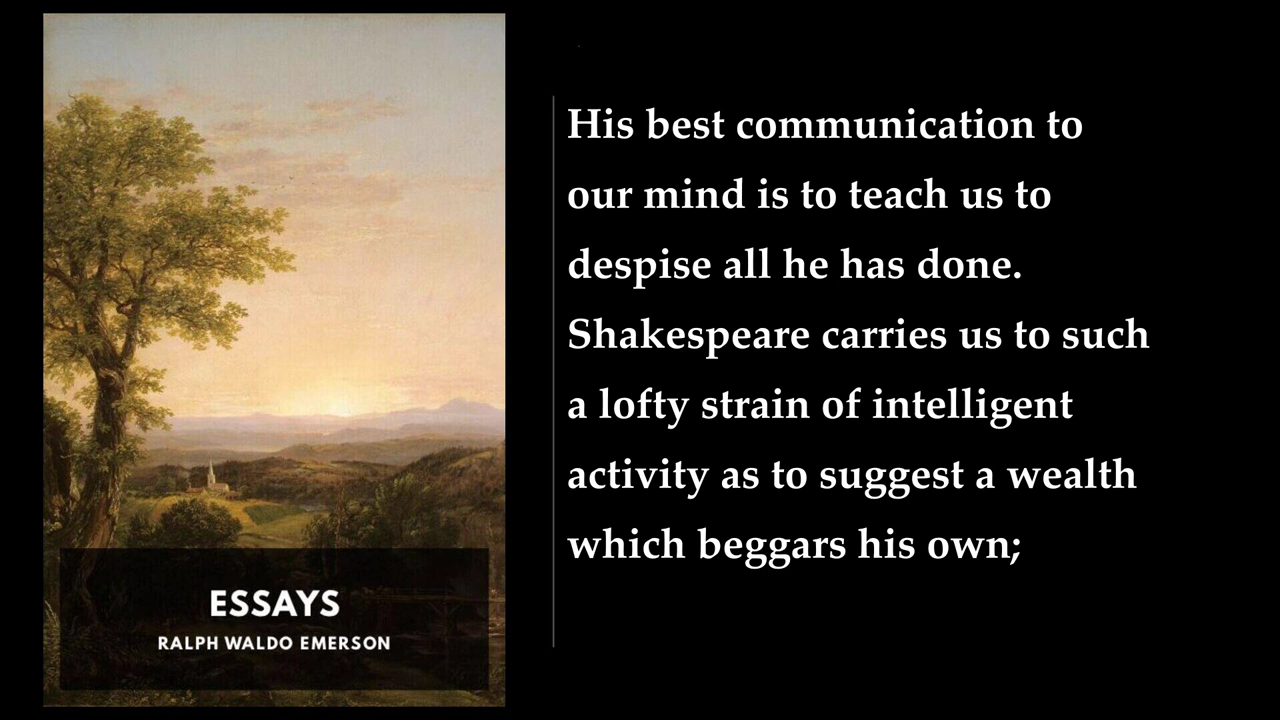 ESSAYS
RALPH WALDO EMERSON
His best communication to
our mind is to teach us to
despise all he has done.
Shakespeare carries us to such
a lofty strain of intelligent
activity as to suggest a wealth
which beggars his own;